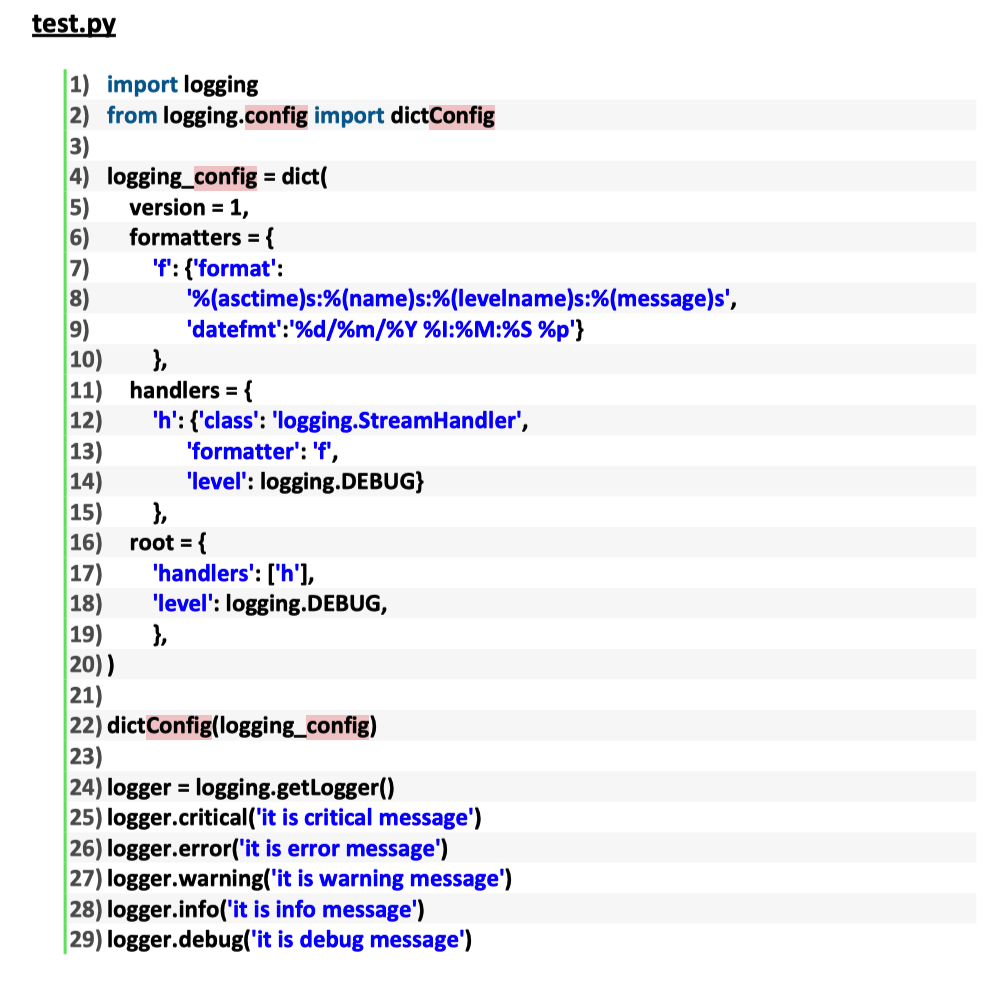 test.py
1) import logging
2) from logging.config import dictConfig
3)
4) logging_config = dict(
5) version = 1,
6) formatters = {
7) 'f': {'format':
8) '%(asctime)s:%(name)s:%(levelname)s:%(message)s',
9) 'datefmt':'%d/%m/%Y %I:%M:%S %p'}
10) },
11) handlers = {
12) 'h': {'class': 'logging.StreamHandler',
13) 'formatter': 'f',
14) 'level': logging.DEBUG}
15) },
16) root = {
17) 'handlers': ['h'],
18) 'level': logging.DEBUG,
19) },
20) )
21)
22) dictConfig(logging_config)
23)
24) logger = logging.getLogger()
25) logger.critical('it is critical message')
26) logger.error('it is error message')
27) logger.warning('it is warning message')
28) logger.info('it is info message')
29) logger.debug('it is debug message')